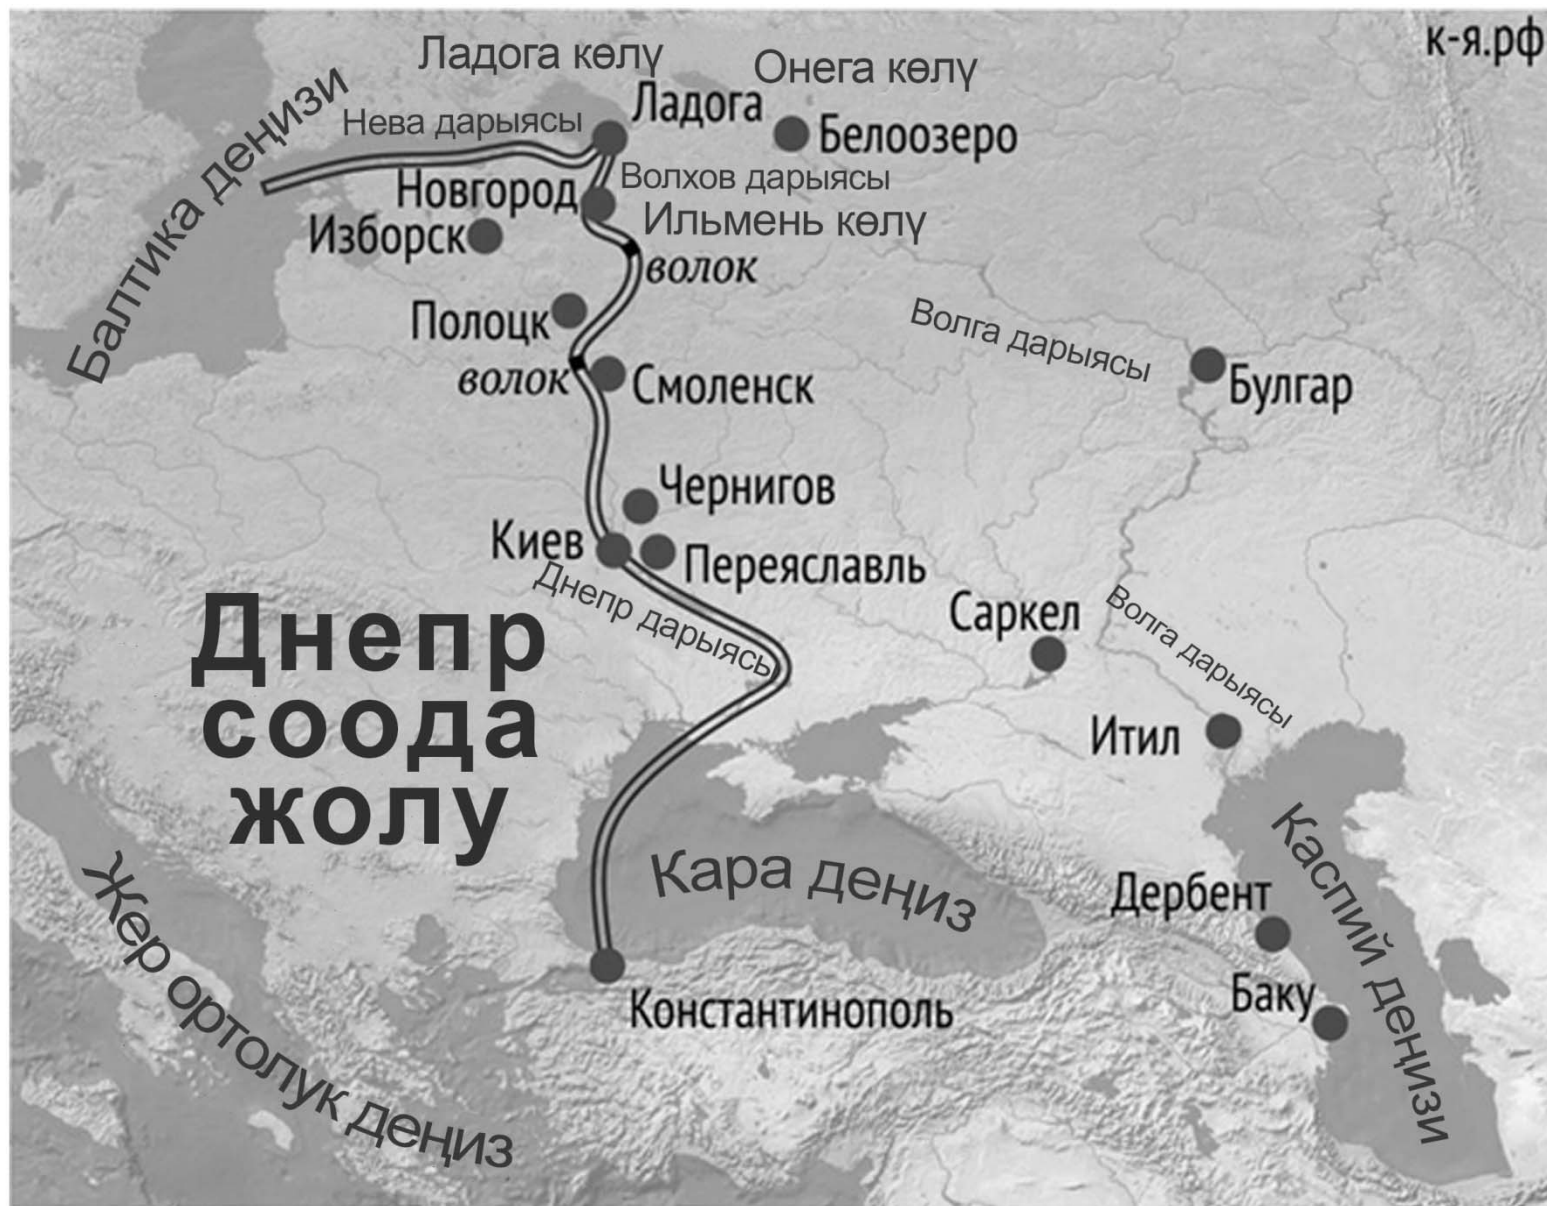 к-я.рф
Ладога көлү
Онега көлү
Ладога
Нева дарыясы
Белоозеро
Балтика деңизи
Новгород
Волхов дарыясы
Ильмень көлү
Изборск
волок
Полоцк
Волга дарыясы
волок
Смоленск
Булгар
Чернигов
Киев
Переяславль
Днепр дарыясы
Саркел
Волга дарыясы
Днепр
соода
жолу
Итил
Кара деңиз
Каспий деңизи
Дербент
Жер ортолук деңиз
Баку
Константинополь